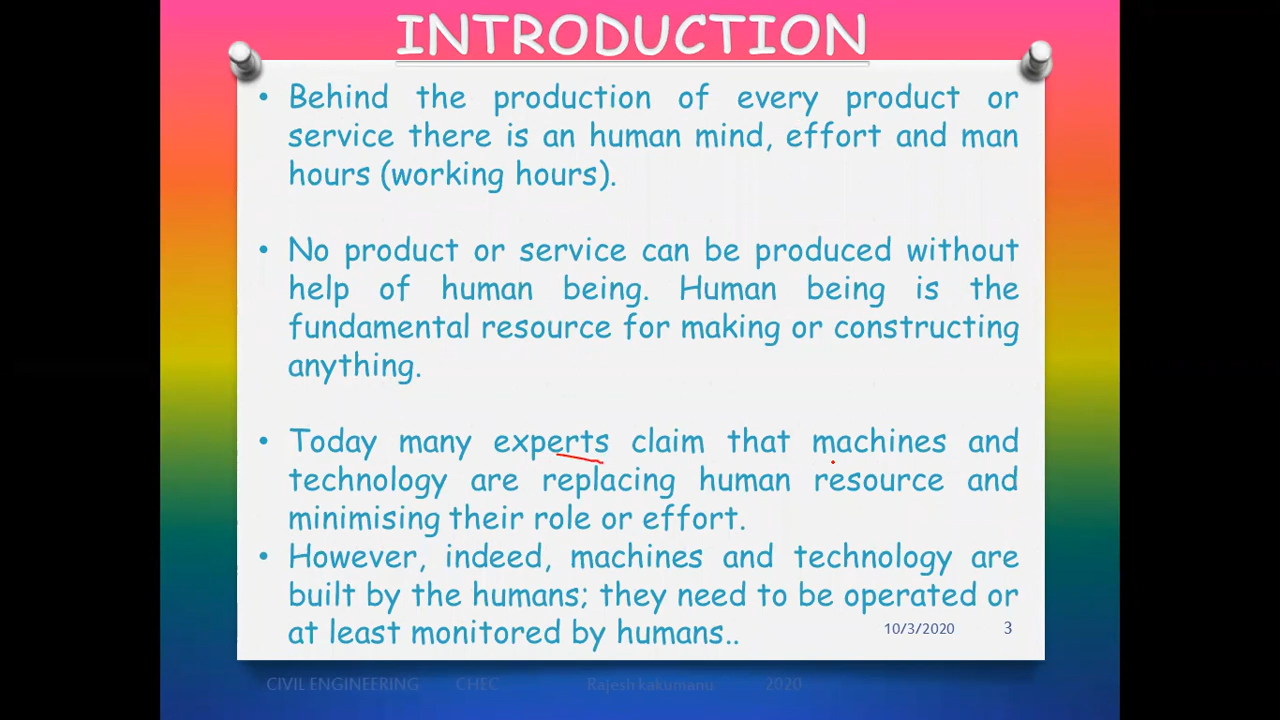 INTRODUCTION
• Behind the production of every product or
service there is an human mind, effort and man
hours (working hours).
• No product or service can be produced without
help of human being. Human being is the
fundamental resource for making or constructing
anything.
• Today many experts claim that machines and
technology are replacing human resource and
minimising their role or effort.
• However, indeed, machines and technology are
built by the humans; they need to be operated or
at least monitored by humans..
10/3/2020 3
CIVIL ENGINEERING CHEC Rajesh kakumanu 2020